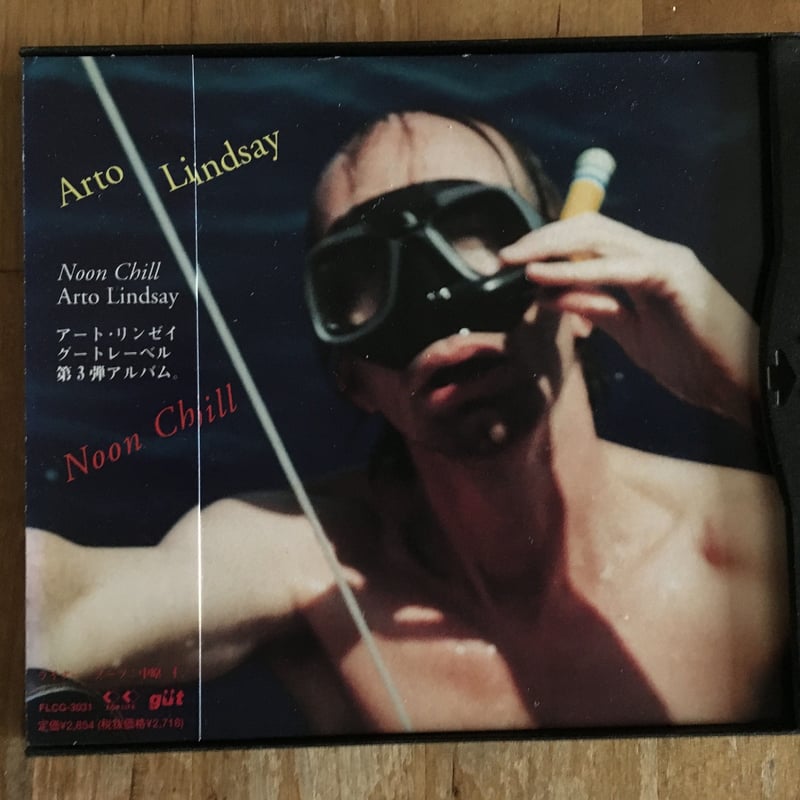 Arto Lindsay
Noon Chill
Arto Lindsay
アート・リンゼイ
グートレーベル
第3弾アルバム。
Noon Chill
FLCG-3031
FOR LIFE
güt
定価¥2,854 (税抜価格¥2,718)